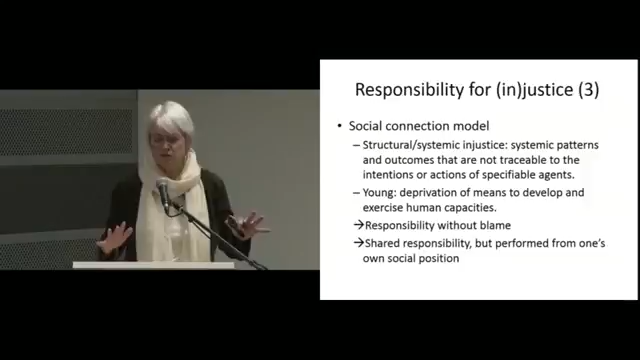 Responsibility for (in)justice (3)
• Social connection model
– Structural/systemic injustice: systemic patterns
and outcomes that are not traceable to the
intentions or actions of specifiable agents.
– Young: deprivation of means to develop and
exercise human capacities.
→Responsibility without blame
→Shared responsibility, but performed from one's
own social position